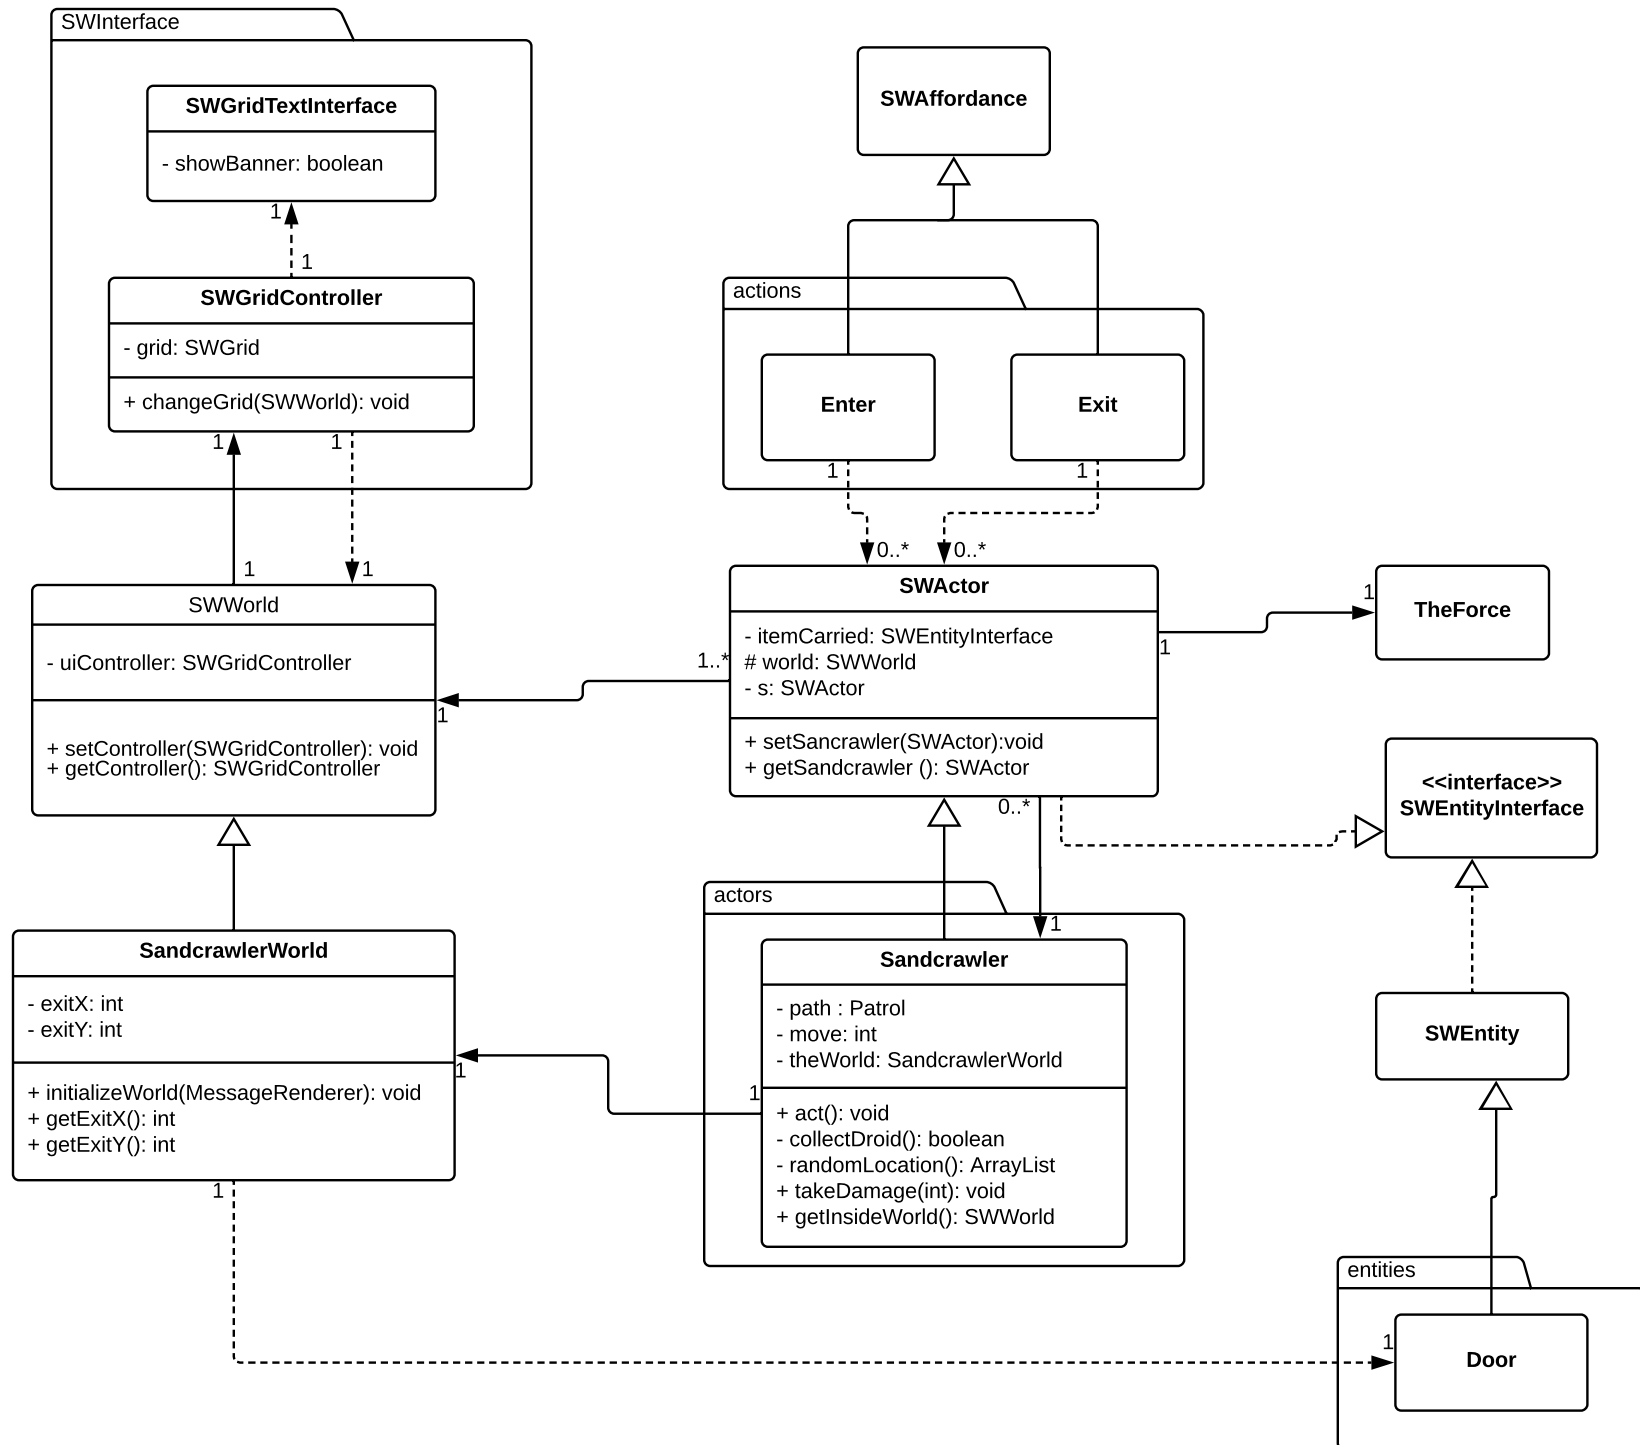 SWInterface
SWGridTextInterface
- showBanner: boolean
1
1
SWGridController
- grid: SWGrid
+ changeGrid(SWWorld): void
1
1
1
1
SWWorld
- uiController: SWGridController
+ setController(SWGridController): void
+ getController(): SWGridController
1
1..*
SandcrawlerWorld
- exitX: int
- exitY: int
+ initializeWorld(MessageRenderer): void
+ getExitX(): int
+ getExitY(): int
1
1
1
SWAffordance
actions
Enter
Exit
1
1
0..*
0..*
SWActor
- itemCarried: SWEntityInterface
# world: SWWorld
- s: SWActor
+ setSancrawler(SWActor):void
+ getSandcrawler (): SWActor
1
1
TheForce
0..*
1
actors
Sandcrawler
- path : Patrol
- move: int
- theWorld: SandcrawlerWorld
+ act(): void
- collectDroid(): boolean
- randomLocation(): ArrayList
+ takeDamage(int): void
+ getInsideWorld(): SWWorld
<<interface>>
SWEntityInterface
SWEntity
entities
1
Door